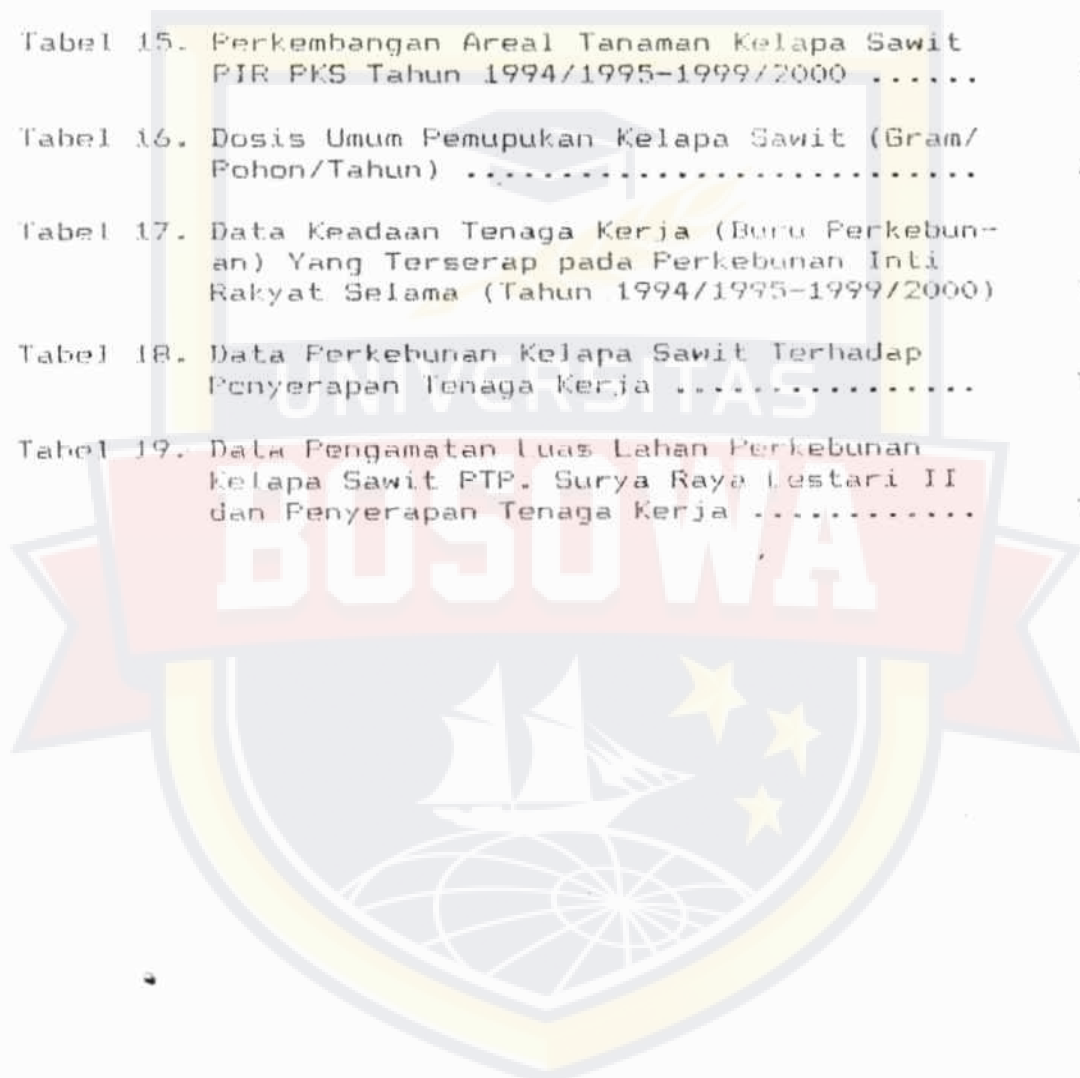 Tabel 15. Perkembangan Areal Tanaman Kelapa Sawit
PIR PKS Tahun 1994/1995-1999/2000 ......
Tabel 16. Dosis Umum Pemupukan Kelapa Sawit (Gram/
Pohon/Tahun) ............................
Tabel 17. Data Keadaan Tenaga Kerja (Buru Perkebun-
an) Yang Terserap pada Perkebunan Inti
Rakyat Selama (Tahun 1994/1995-1999/2000)
Tabel 18. Data Perkebunan Kelapa Sawit Terhadap
Penyerapan Tenaga Kerja .................
Tabel 19. Data Pengamatan Luas Lahan Perkebunan
Kelapa Sawit PTP. Surya Raya Lestari II
dan Penyerapan Tenaga Kerja ............
UNIVERSITAS
BOSOWA